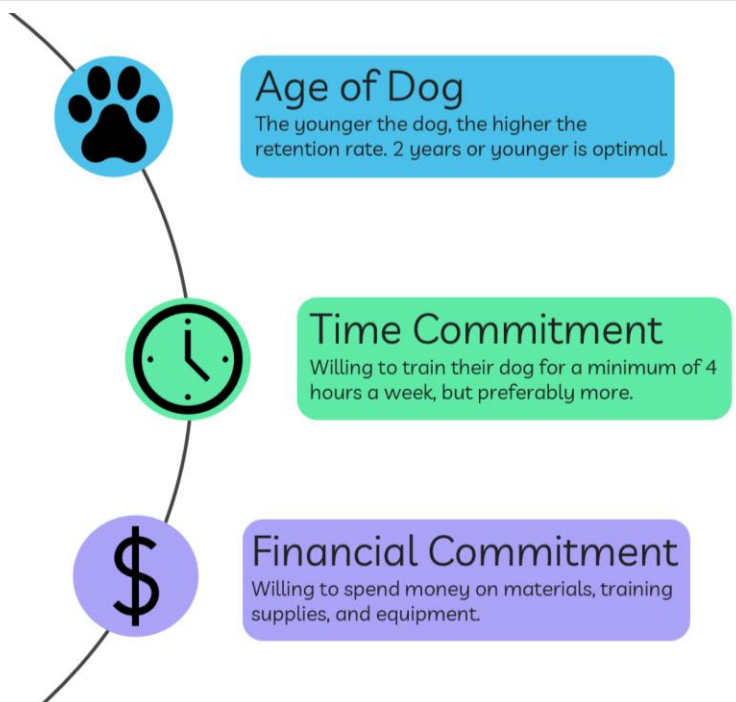 Age of Dog
The younger the dog, the higher the
retention rate. 2 years or younger is optimal.
Time Commitment
Willing to train their dog for a minimum of 4
hours a week, but preferably more.
$
Financial Commitment
Willing to spend money on materials, training
supplies, and equipment.